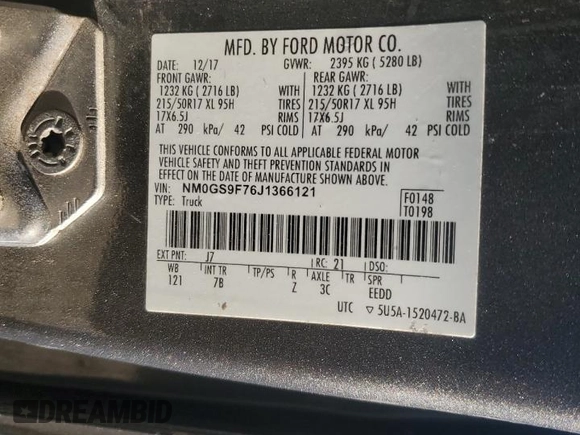 MFD. BY FORD MOTOR CO.
DATE: 12/17 GVWR: 2395 KG ( 5280 LB)
FRONT GAWR: REAR GAWR:
1232 KG ( 2716 LB) WITH 1232 KG ( 2716 LB) WITH
215/50R17 XL 95H TIRES 215/50R17 XL 95H TIRES
17X6.5J RIMS 17X6.5J RIMS
AT 290 kPa/ 42 PSI COLD AT 290 kPa/ 42 PSI COLD
THIS VEHICLE CONFORMS TO ALL APPLICABLE FEDERAL MOTOR
VEHICLE SAFETY AND THEFT PREVENTION STANDARDS IN
EFFECT ON THE DATE OF MANUFACTURE SHOWN ABOVE.
VIN: NM0GS9F76J1366121 F0148
TYPE: Truck T0198
EXT PNT: J7 RC: 21 DSO:
WB INT TR TP/PS R AXLE TR SPR
121 7B Z 3C EEDD
UTC ▽ 5U5A-1520472-BA
DREAMBID